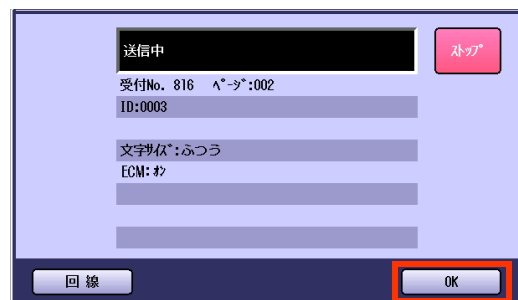 送信中
ストップ
受付No. 816 ページ:002
ID:0003
文字サイズ:ふつう
ECM:オン
回線
OK